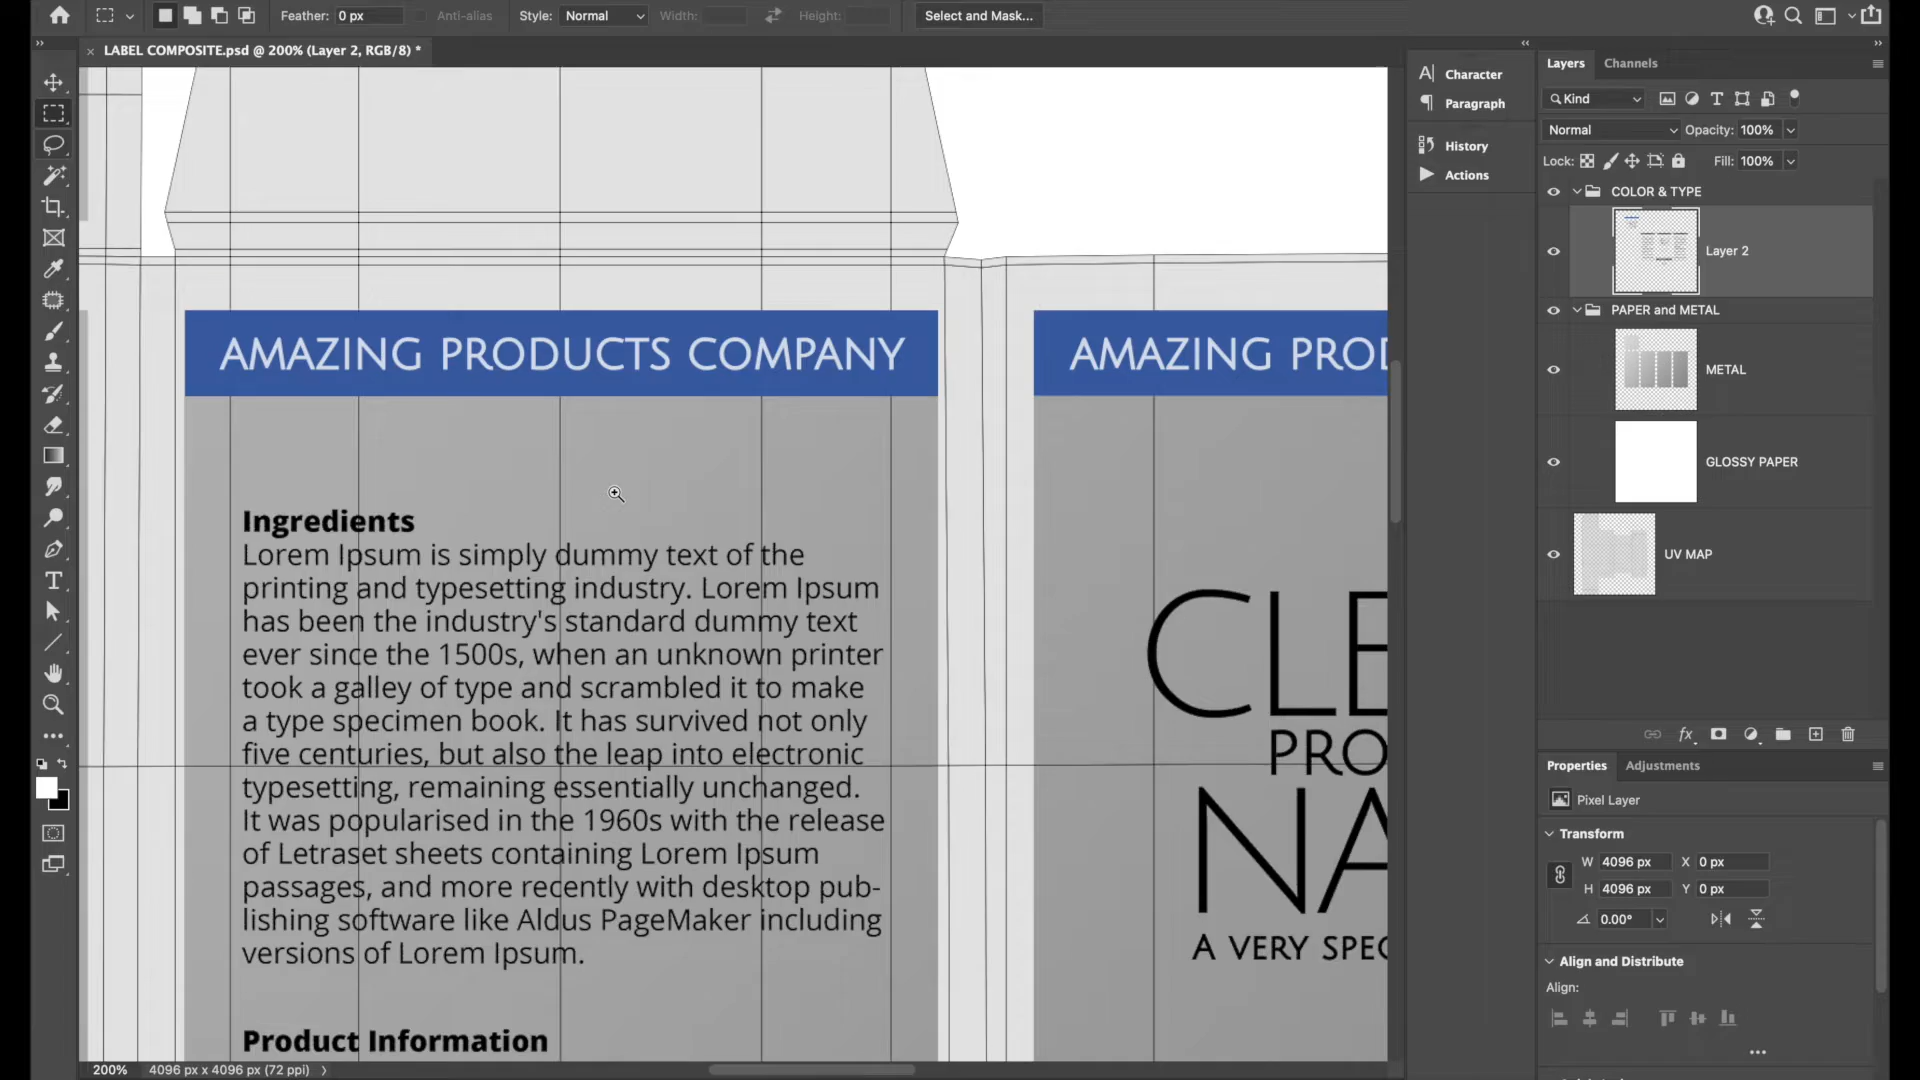 Feather: 0 px Anti-alias Style: Normal Width: Height: Select and Mask...
LABEL COMPOSITE.psd @ 200% (Layer 2, RGB/8) *
AMAZING PRODUCTS COMPANY
Ingredients
Lorem Ipsum is simply dummy text of the
printing and typesetting industry. Lorem Ipsum
has been the industry's standard dummy text
ever since the 1500s, when an unknown printer
took a galley of type and scrambled it to make
a type specimen book. It has survived not only
five centuries, but also the leap into electronic
typesetting, remaining essentially unchanged.
It was popularised in the 1960s with the release
of Letraset sheets containing Lorem Ipsum
passages, and more recently with desktop pub-
lishing software like Aldus PageMaker including
versions of Lorem Ipsum.
Product Information
AMAZING PROD
CLE
PRO
NA
A VERY SPEC
200% 4096 px x 4096 px (72 ppi)
Character
Paragraph
History
Actions
Layers Channels
Kind
Normal Opacity: 100%
Lock: Fill: 100%
COLOR & TYPE
Layer 2
PAPER and METAL
METAL
GLOSSY PAPER
UV MAP
fx
Properties Adjustments
Pixel Layer
Transform
W 4096 px X 0 px
H 4096 px Y 0 px
0.00°
Align and Distribute
Align: